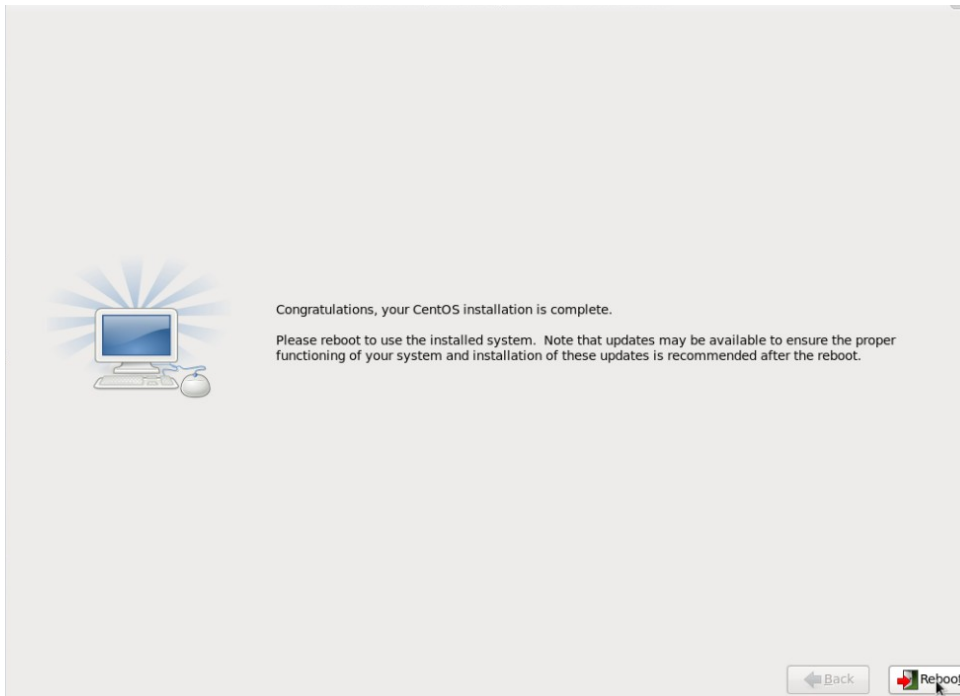 Congratulations, your CentOS installation is complete.
Please reboot to use the installed system.  Note that updates may be available to ensure the proper
functioning of your system and installation of these updates is recommended after the reboot.
Back
Reboot